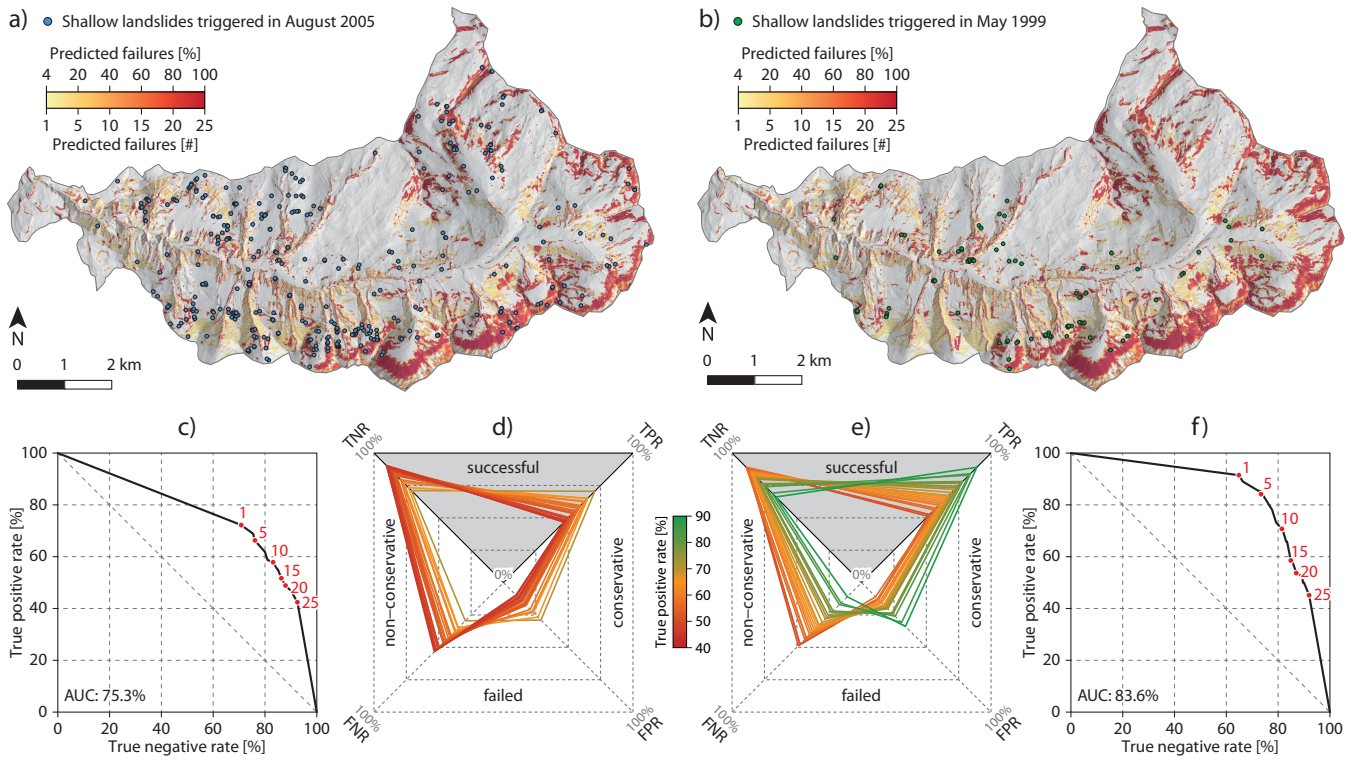 a) Shallow landslides triggered in August 2005
Predicted failures [%]
4 20 40 60 80 100
1 5 10 15 20 25
Predicted failures [#]
N
0 1 2 km
b) Shallow landslides triggered in May 1999
Predicted failures [%]
4 20 40 60 80 100
1 5 10 15 20 25
Predicted failures [#]
N
0 1 2 km
c)
True positive rate [%]
100
80
60
40
20
0
1
5
10
15
20
25
AUC: 75.3%
0 20 40 60 80 100
True negative rate [%]
d)
TNR
100%
TPR
100%
successful
non–conservative
conservative
0%
failed
100%
FNR
100%
FPR
True positive rate [%]
90
80
70
60
50
40
e)
TNR
100%
TPR
100%
successful
non–conservative
conservative
0%
failed
100%
FNR
100%
FPR
f)
True positive rate [%]
100
80
60
40
20
0
1
5
10
15
20
25
AUC: 83.6%
0 20 40 60 80 100
True negative rate [%]